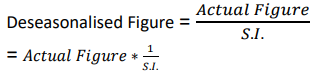 Deseasonalised Figure = Actual Figure / S.I.
= Actual Figure * 1 / S.I.